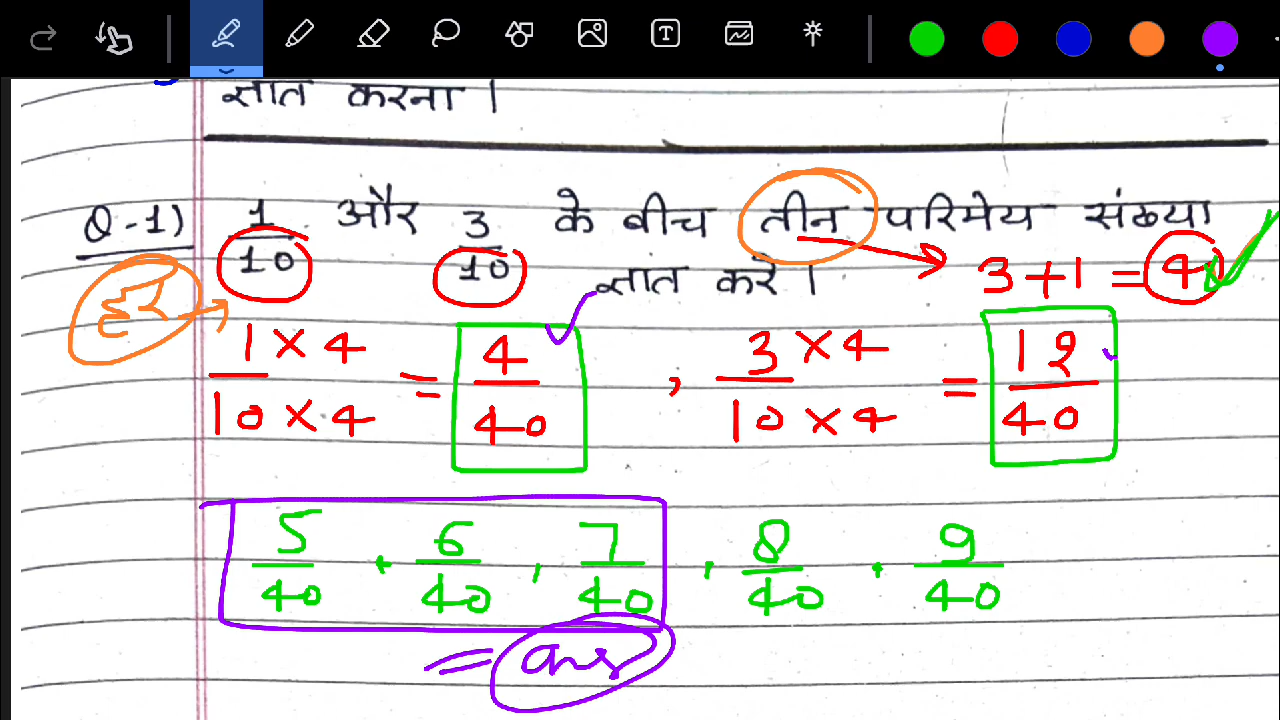 ज्ञात करना।
Q-1) 1/10 और 3/10 के बीच तीन परिमेय संख्या
ज्ञात करें। 3+1=4
हर
1×4/10×4 = 4/40 , 3×4/10×4 = 12/40
5/40 , 6/40 , 7/40 , 8/40 , 9/40
= ans